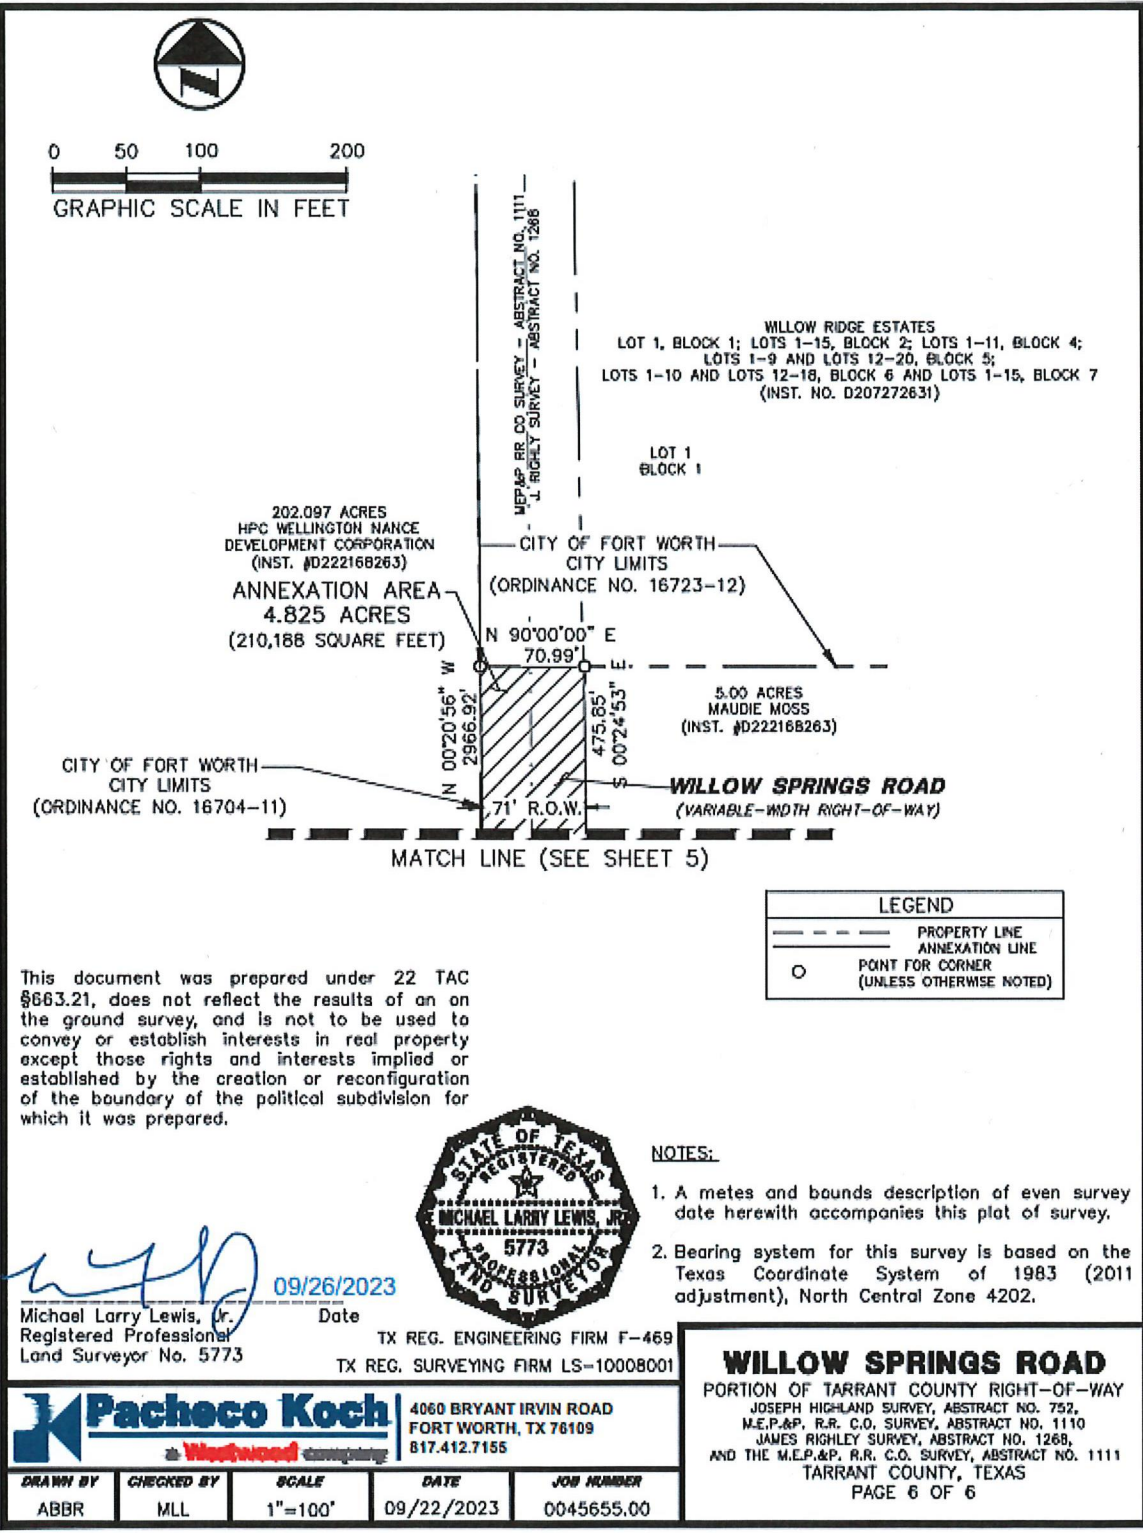 N
0 50 100 200
GRAPHIC SCALE IN FEET
MEP&P RR CO SURVEY - ABSTRACT NO. 1111
J. RIGHLY SURVEY - ABSTRACT NO. 1268
WILLOW RIDGE ESTATES
LOT 1, BLOCK 1; LOTS 1-15, BLOCK 2; LOTS 1-11, BLOCK 4;
LOTS 1-9 AND LOTS 12-20, BLOCK 5;
LOTS 1-10 AND LOTS 12-18, BLOCK 6 AND LOTS 1-15, BLOCK 7
(INST. NO. D207272631)
LOT 1
BLOCK 1
202.097 ACRES
HPC WELLINGTON NANCE
DEVELOPMENT CORPORATION
(INST. #D222168263)
CITY OF FORT WORTH
CITY LIMITS
(ORDINANCE NO. 16723-12)
ANNEXATION AREA
4.825 ACRES
(210,188 SQUARE FEET)
N 90°00'00" E
70.99'
N 00°20'56" W
2966.92'
475.85'
S 00°24'53" E
5.00 ACRES
MAUDIE MOSS
(INST. #D222168263)
CITY OF FORT WORTH
CITY LIMITS
(ORDINANCE NO. 16704-11)
WILLOW SPRINGS ROAD
(VARIABLE-WIDTH RIGHT-OF-WAY)
71' R.O.W.
MATCH LINE (SEE SHEET 5)
LEGEND
PROPERTY LINE
ANNEXATION LINE
POINT FOR CORNER
(UNLESS OTHERWISE NOTED)
This document was prepared under 22 TAC
§663.21, does not reflect the results of an on
the ground survey, and is not to be used to
convey or establish interests in real property
except those rights and interests implied or
established by the creation or reconfiguration
of the boundary of the political subdivision for
which it was prepared.
STATE OF TEXAS
REGISTERED
MICHAEL LARRY LEWIS, JR.
5773
PROFESSIONAL
LAND SURVEYOR
NOTES:
1. A metes and bounds description of even survey
date herewith accompanies this plat of survey.
2. Bearing system for this survey is based on the
Texas Coordinate System of 1983 (2011
adjustment), North Central Zone 4202.
09/26/2023
Michael Larry Lewis, Jr. Date
Registered Professional
Land Surveyor No. 5773
TX REG. ENGINEERING FIRM F-469
TX REG. SURVEYING FIRM LS-10008001
Pacheco Koch
a Westwood company
4060 BRYANT IRVIN ROAD
FORT WORTH, TX 76109
817.412.7155
DRAWN BY CHECKED BY SCALE DATE JOB NUMBER
ABBR MLL 1"=100' 09/22/2023 0045655.00
WILLOW SPRINGS ROAD
PORTION OF TARRANT COUNTY RIGHT-OF-WAY
JOSEPH HIGHLAND SURVEY, ABSTRACT NO. 752,
M.E.P.&P. R.R. C.O. SURVEY, ABSTRACT NO. 1110
JAMES RIGHLEY SURVEY, ABSTRACT NO. 1268,
AND THE M.E.P.&P. R.R. C.O. SURVEY, ABSTRACT NO. 1111
TARRANT COUNTY, TEXAS
PAGE 6 OF 6